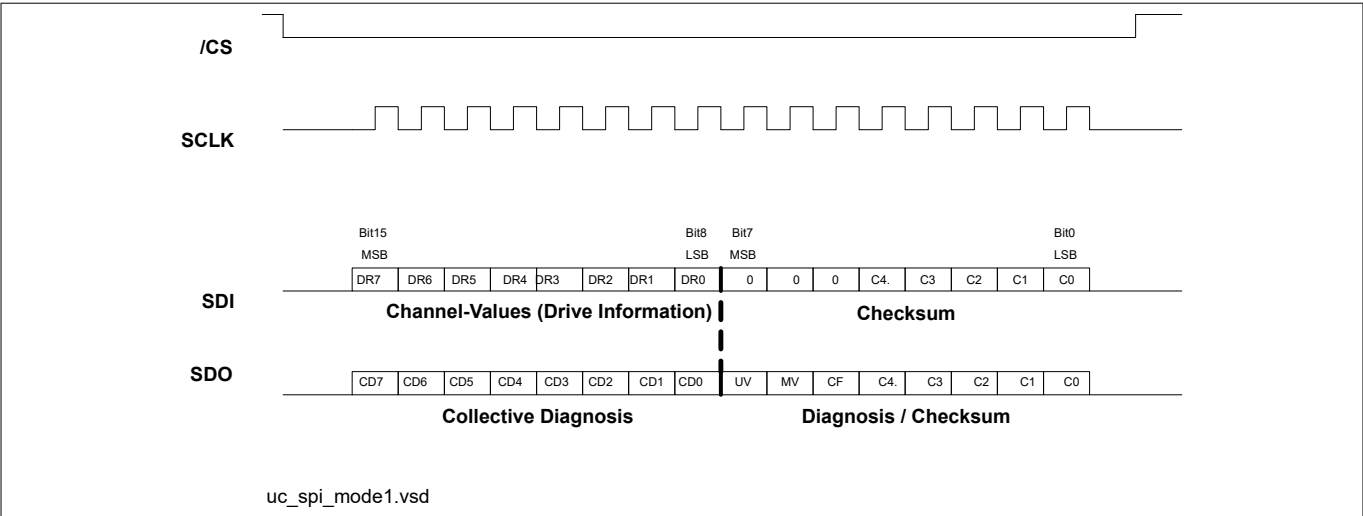 /CS
SCLK
Bit15 Bit8 Bit7 Bit0
MSB LSB MSB LSB
SDI DR7 DR6 DR5 DR4 DR3 DR2 DR1 DR0 0 0 0 C4. C3 C2 C1 C0
Channel-Values (Drive Information) Checksum
SDO CD7 CD6 CD5 CD4 CD3 CD2 CD1 CD0 UV MV CF C4. C3 C2 C1 C0
Collective Diagnosis Diagnosis / Checksum
uc_spi_mode1.vsd